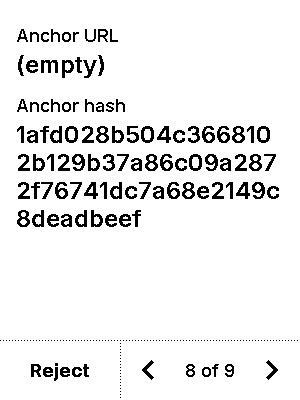 Anchor URL
(empty)
Anchor hash
1afd028b504c366810
2b129b37a86c09a287
2f76741dc7a68e2149c
8deadbeef
Reject
8 of 9